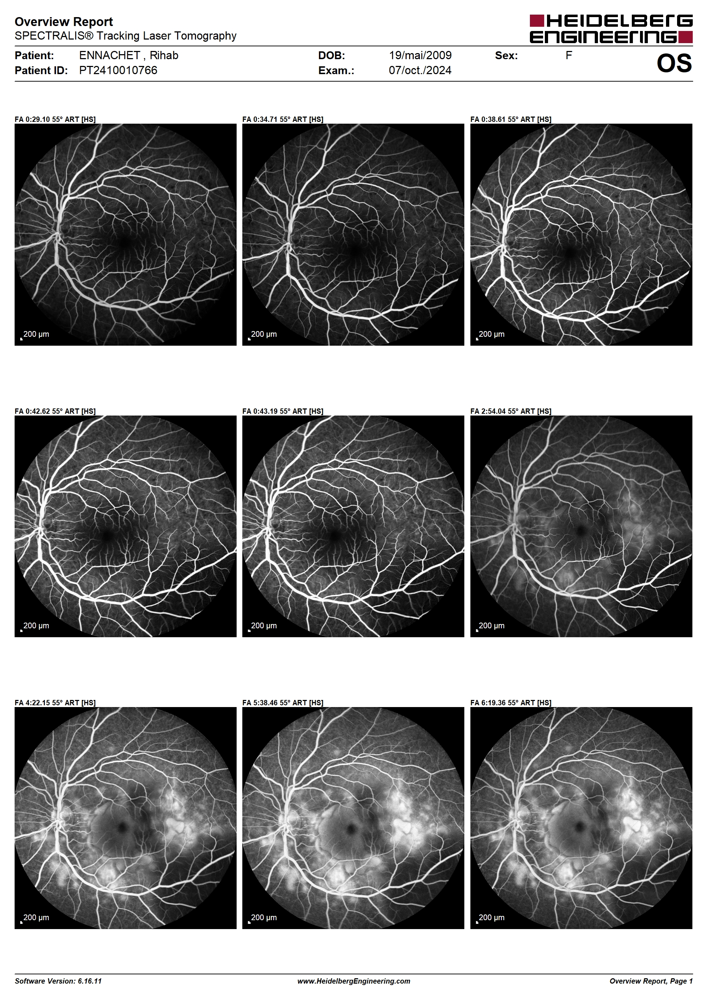 Overview Report
SPECTRALIS® Tracking Laser Tomography
HEIDELBERG
ENGINEERING
Patient: ENNACHET , Rihab DOB: 19/mai/2009 Sex: F
Patient ID: PT2410010766 Exam.: 07/oct./2024
OS
FA 0:29.10 55° ART [HS] FA 0:34.71 55° ART [HS] FA 0:38.61 55° ART [HS]
200 µm 200 µm 200 µm
FA 0:42.62 55° ART [HS] FA 0:43.19 55° ART [HS] FA 2:54.04 55° ART [HS]
200 µm 200 µm 200 µm
FA 4:22.15 55° ART [HS] FA 5:38.46 55° ART [HS] FA 6:19.36 55° ART [HS]
200 µm 200 µm 200 µm
Software Version: 6.16.11 www.HeidelbergEngineering.com Overview Report, Page 1